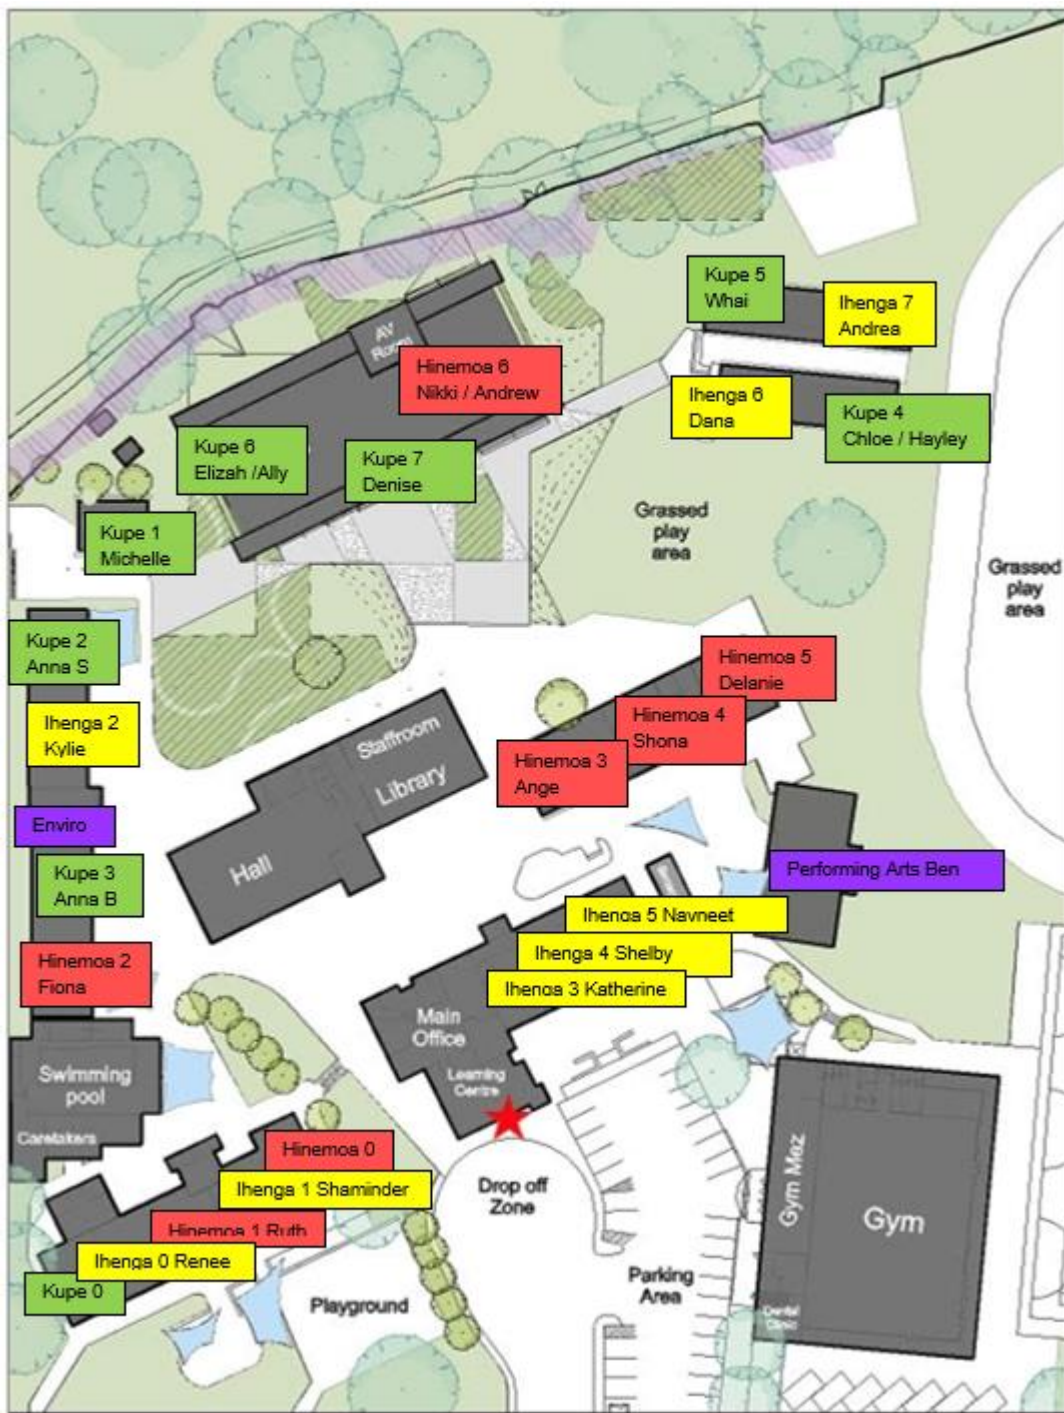 Kupe 5
Whai
Ihenga 7
Andrea
AV
Room
Hinemoa 6
Nikki / Andrew
Ihenga 6
Dana
Kupe 4
Chloe / Hayley
Kupe 6
Elizah /Ally
Kupe 7
Denise
Kupe 1
Michelle
Grassed
play
area
Grassed
play
area
Kupe 2
Anna S
Ihenga 2
Kylie
Hinemoa 5
Delanie
Hinemoa 4
Shona
Hinemoa 3
Ange
Staffroom
Library
Hall
Enviro
Kupe 3
Anna B
Performing Arts Ben
Ihenga 5 Navneet
Ihenga 4 Shelby
Ihenga 3 Katherine
Hinemoa 2
Fiona
Main
Office
Learning
Centre
Swimming
pool
Caretakers
Hinemoa 0
Ihenga 1 Shaminder
Hinemoa 1 Ruth
Ihenga 0 Renee
Kupe 0
Drop off
Zone
Playground
Parking
Area
Gym Maz
Gym
Dental
Clinic